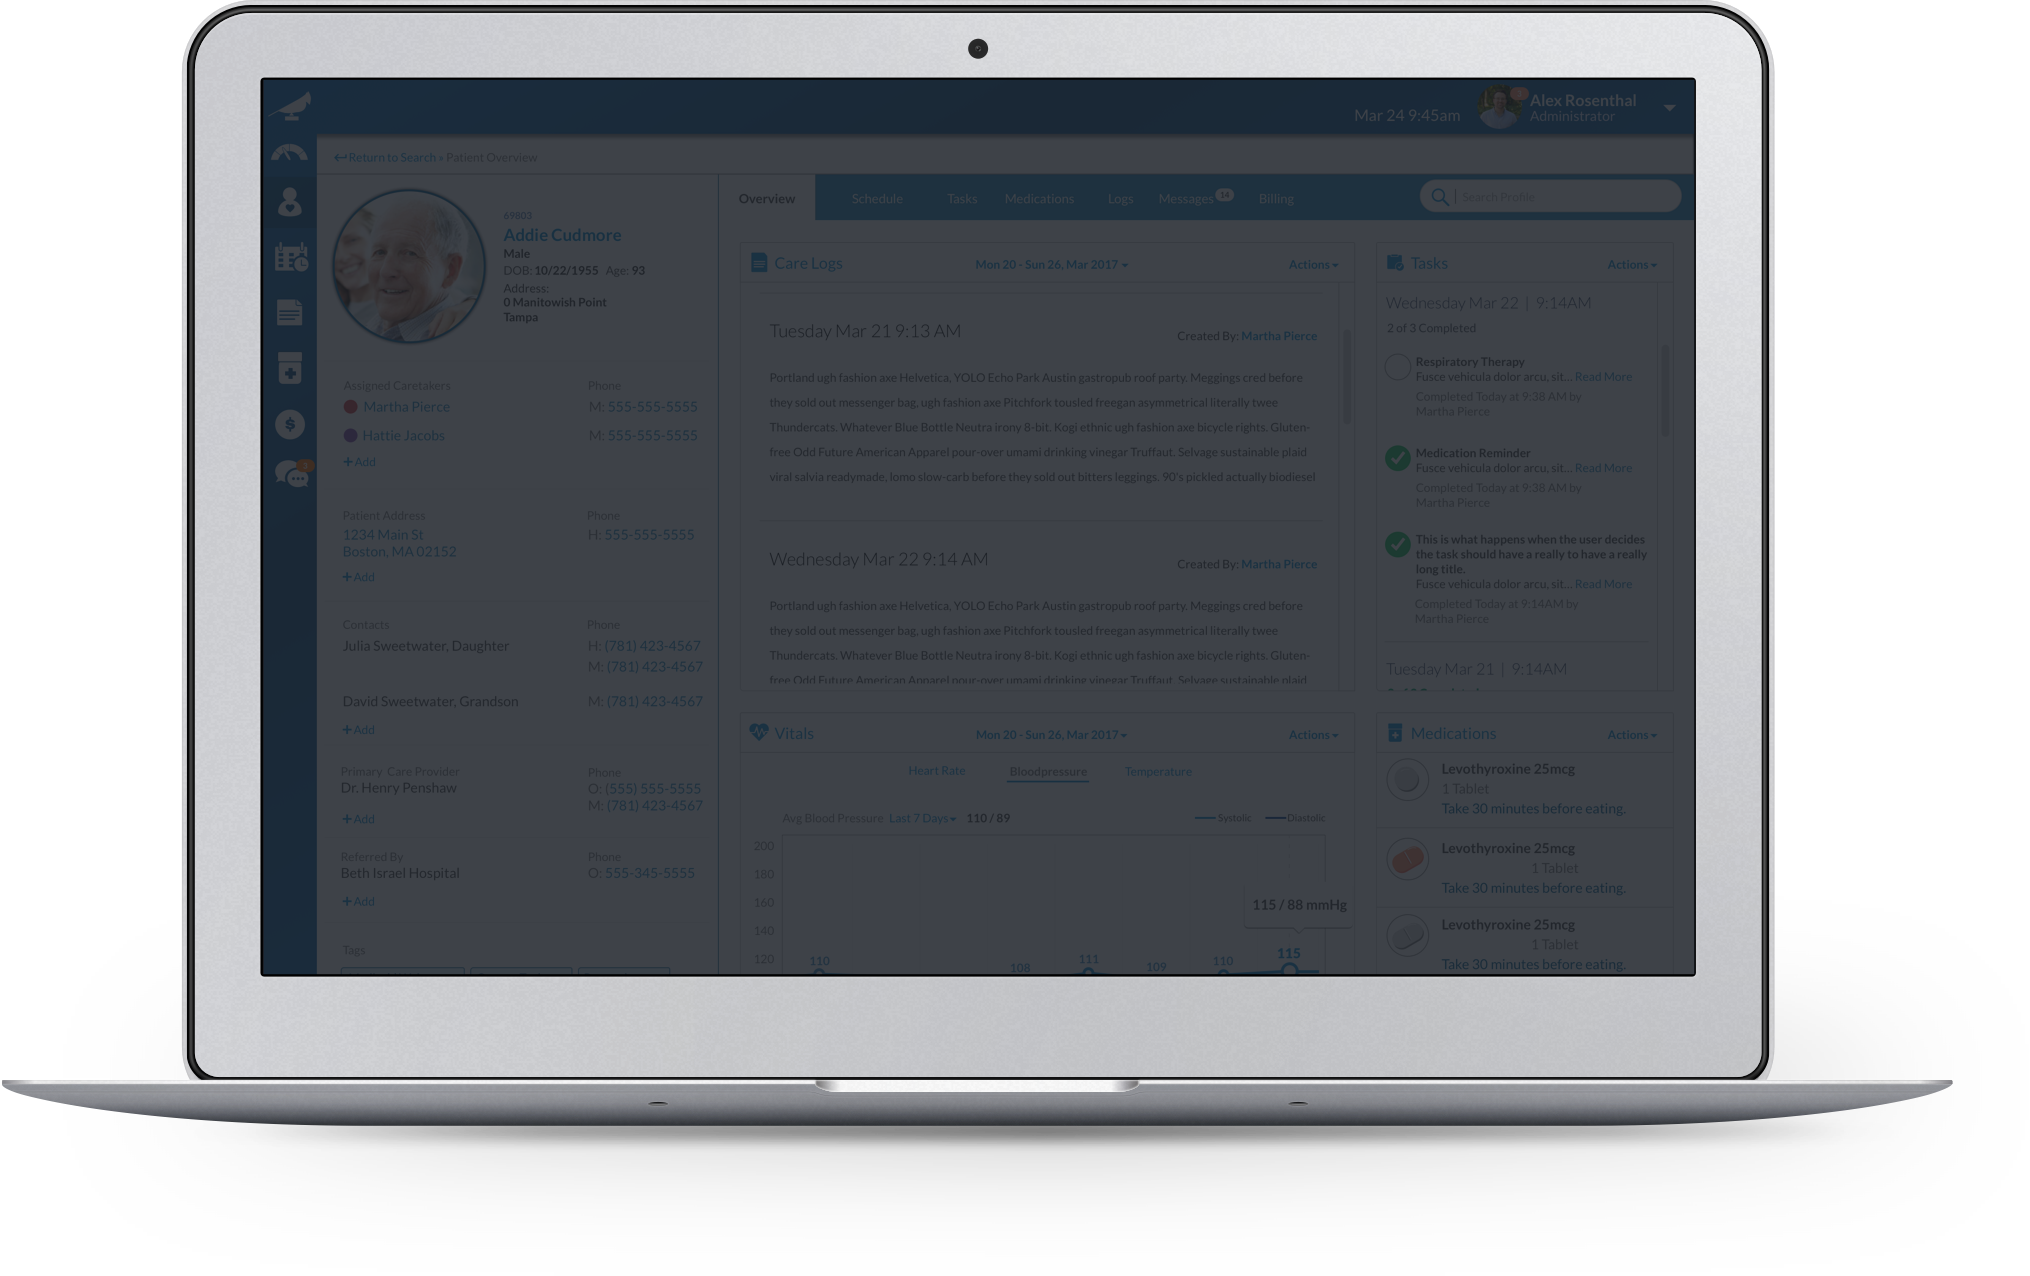 Mar 24 9:45am
Alex Rosenthal
Administrator
Return to Search » Patient Overview
69803
Addie Cudmore
Male
DOB: 10/22/1955 Age: 93
Address:
0 Manitowish Point
Tampa
Assigned Caretakers Phone
Martha Pierce M: 555-555-5555
Hattie Jacobs M: 555-555-5555
+Add
Patient Address Phone
1234 Main St H: 555-555-5555
Boston, MA 02152
+Add
Contacts Phone
Julia Sweetwater, Daughter H: (781) 423-4567
M: (781) 423-4567
David Sweetwater, Grandson M: (781) 423-4567
+Add
Primary Care Provider Phone
Dr. Henry Penshaw O: (555) 555-5555
M: (781) 423-4567
+Add
Referred By Phone
Beth Israel Hospital O: 555-345-5555
+Add
Tags
Overview Schedule Tasks Medications Logs Messages 14 Billing
Search Profile
Care Logs Mon 20 - Sun 26, Mar 2017 Actions
Tuesday Mar 21 9:13 AM Created By: Martha Pierce
Portland ugh fashion axe Helvetica, YOLO Echo Park Austin gastropub roof party. Meggings cred before
they sold out messenger bag, ugh fashion axe Pitchfork tousled freegan asymmetrical literally twee
Thundercats. Whatever Blue Bottle Neutra irony 8-bit. Kogi ethnic ugh fashion axe bicycle rights. Gluten-
free Odd Future American Apparel pour-over umami drinking vinegar Truffaut. Selvage sustainable plaid
viral salvia readymade, lomo slow-carb before they sold out bitters leggings. 90's pickled actually biodiesel
Wednesday Mar 22 9:14 AM Created By: Martha Pierce
Portland ugh fashion axe Helvetica, YOLO Echo Park Austin gastropub roof party. Meggings cred before
they sold out messenger bag, ugh fashion axe Pitchfork tousled freegan asymmetrical literally twee
Thundercats. Whatever Blue Bottle Neutra irony 8-bit. Kogi ethnic ugh fashion axe bicycle rights. Gluten-
free Odd Future American Apparel pour-over umami drinking vinegar Truffaut. Selvage sustainable plaid
Tasks Actions
Wednesday Mar 22 | 9:14AM
2 of 3 Completed
Respiratory Therapy
Fusce vehicula dolor arcu, sit... Read More
Completed Today at 9:38 AM by
Martha Pierce
Medication Reminder
Fusce vehicula dolor arcu, sit... Read More
Completed Today at 9:38 AM by
Martha Pierce
This is what happens when the user decides
the task should have a really to have a really
long title.
Fusce vehicula dolor arcu, sit... Read More
Completed Today at 9:14AM by
Martha Pierce
Tuesday Mar 21 | 9:14AM
Vitals Mon 20 - Sun 26, Mar 2017 Actions
Heart Rate Bloodpressure Temperature
Avg Blood Pressure Last 7 Days 110 / 89 Systolic Diastolic
200
180
160
140
120
115 / 88 mmHg
110 108 111 109 110 115
Medications Actions
Levothyroxine 25mcg
1 Tablet
Take 30 minutes before eating.
Levothyroxine 25mcg
1 Tablet
Take 30 minutes before eating.
Levothyroxine 25mcg
1 Tablet
Take 30 minutes before eating.